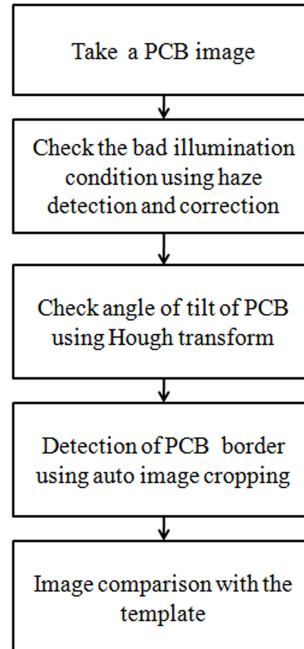 Take a PCB image
Check the bad illumination
condition using haze
detection and correction
Check angle of tilt of PCB
using Hough transform
Detection of PCB border
using auto image cropping
Image comparison with the
template